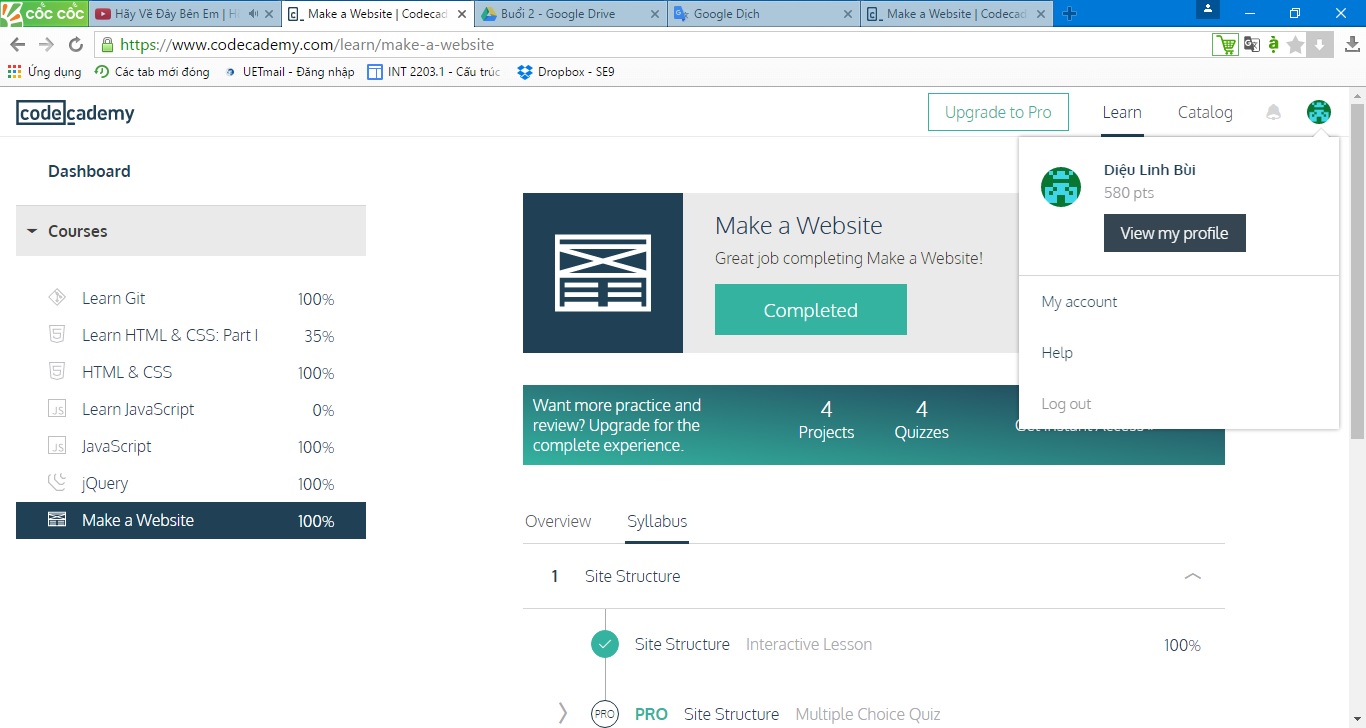 cốc cốc
Hãy Về Đây Bên Em | H
Make a Website | Codecad
Buổi 2 - Google Drive
Google Dịch
Make a Website | Codecad
https://www.codecademy.com/learn/make-a-website
Ứng dụng
Các tab mới đóng
UETmail - Đăng nhập
INT 2203.1 - Cấu trúc
Dropbox - SE9
codecademy
Upgrade to Pro
Learn
Catalog
Dashboard
Courses
Learn Git 100%
Learn HTML & CSS: Part I 35%
HTML & CSS 100%
Learn JavaScript 0%
JavaScript 100%
jQuery 100%
Make a Website 100%
Make a Website
Great job completing Make a Website!
Completed
Diệu Linh Bùi
580 pts
View my profile
My account
Help
Log out
Want more practice and
review? Upgrade for the
complete experience.
4
Projects
4
Quizzes
Overview
Syllabus
1 Site Structure
Site Structure Interactive Lesson 100%
PRO PRO Site Structure Multiple Choice Quiz